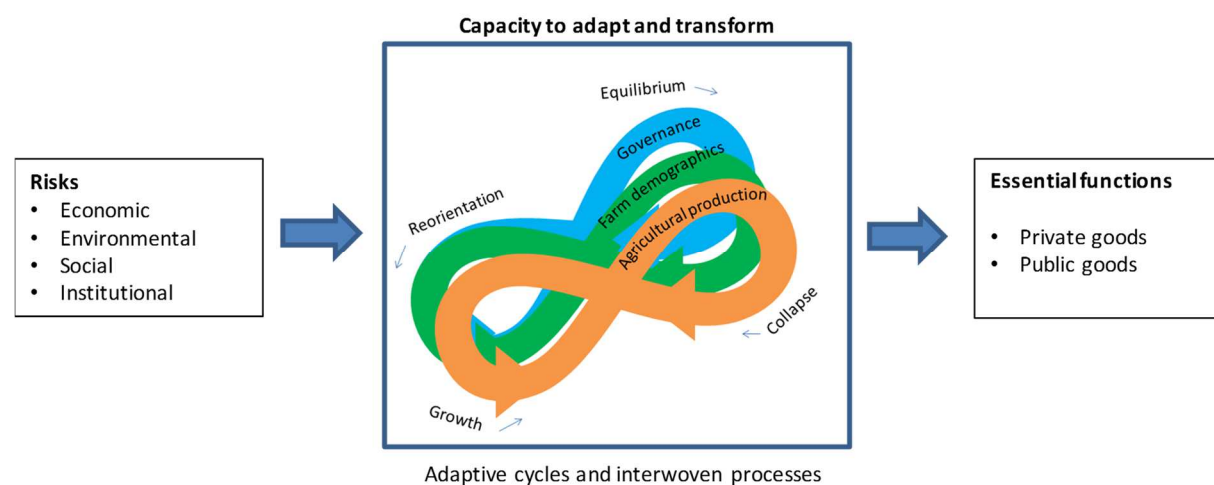 Capacity to adapt and transform
Risks
• Economic
• Environmental
• Social
• Institutional
Equilibrium
Reorientation
Governance
Farm demographics
Agricultural production
Collapse
Growth
Essential functions
• Private goods
• Public goods
Adaptive cycles and interwoven processes